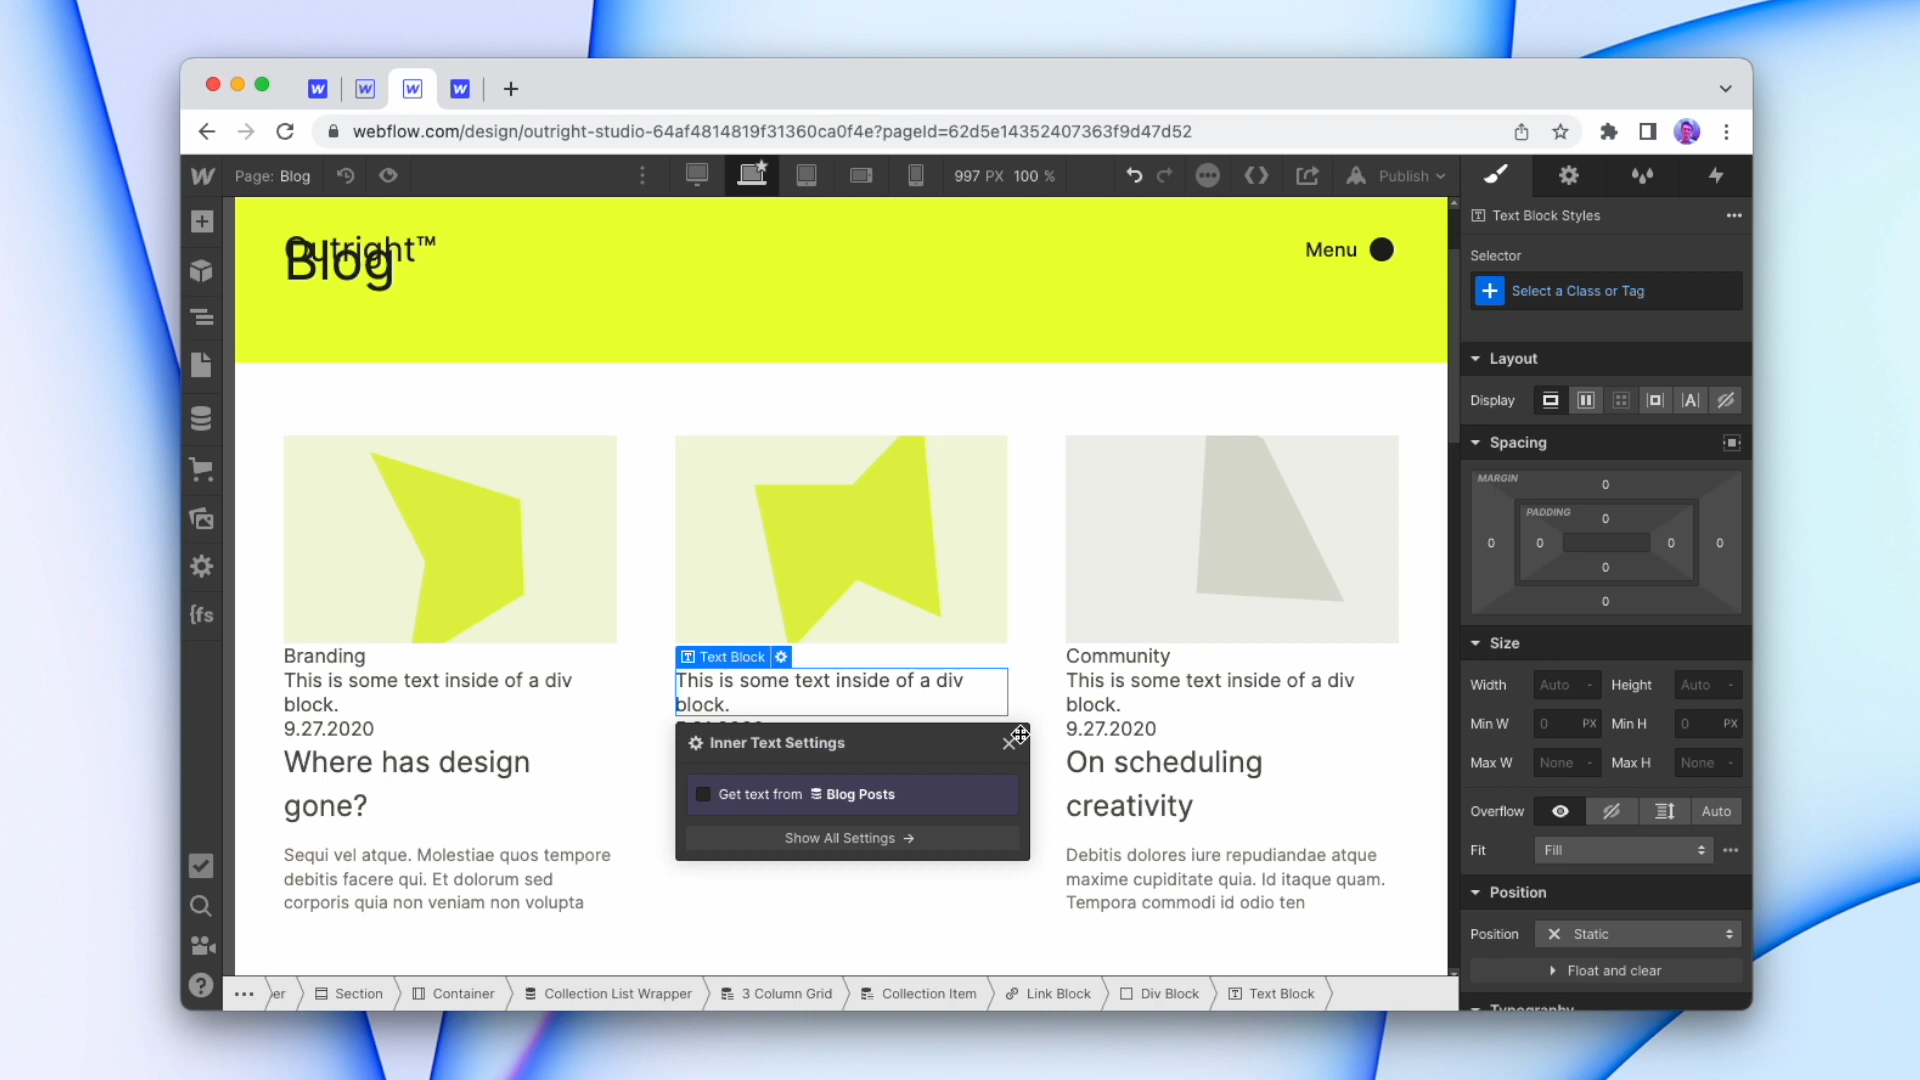 webflow.com/design/outright-studio-64af4814819f31360ca0f4e?pageId=62d5e14352407363f9d47d52
Page: Blog
997 PX 100 %
Publish
Outright™
Blog
Menu
Branding
This is some text inside of a div
block.
9.27.2020
Where has design
gone?
Sequi vel atque. Molestiae quos tempore
debitis facere qui. Et dolorum sed
corporis quia non veniam non volupta
Text Block
This is some text inside of a div
block.
Inner Text Settings
Get text from Blog Posts
Show All Settings
Community
This is some text inside of a div
block.
9.27.2020
On scheduling
creativity
Debitis dolores iure repudiandae atque
maxime cupiditate quia. Id itaque quam.
Tempora commodi id odio ten
{fs
er
Section
Container
Collection List Wrapper
3 Column Grid
Collection Item
Link Block
Div Block
Text Block
Text Block Styles
Selector
Select a Class or Tag
Layout
Display
Spacing
MARGIN
0
PADDING
0
0 0 0 0
0
0
Size
Width Auto - Height Auto -
Min W 0 PX Min H 0 PX
Max W None - Max H None -
Overflow Auto
Fit Fill
Position
Position Static
Float and clear
Typography